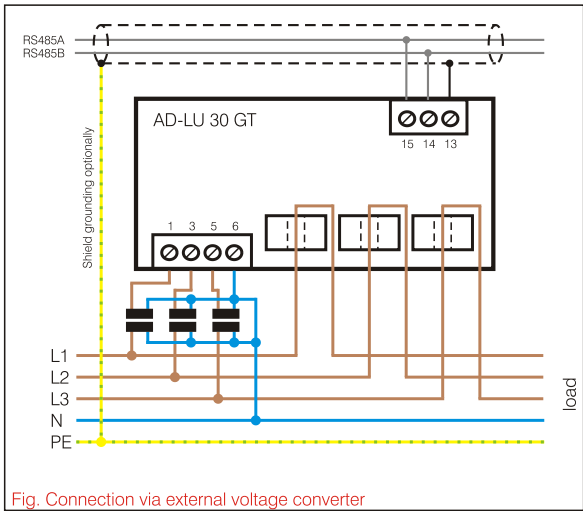 RS485A
RS485B
AD-LU 30 GT
15 14 13
Shield grounding optionally
1 3 5 6
L1
L2
L3
N
PE
load
Fig. Connection via external voltage converter